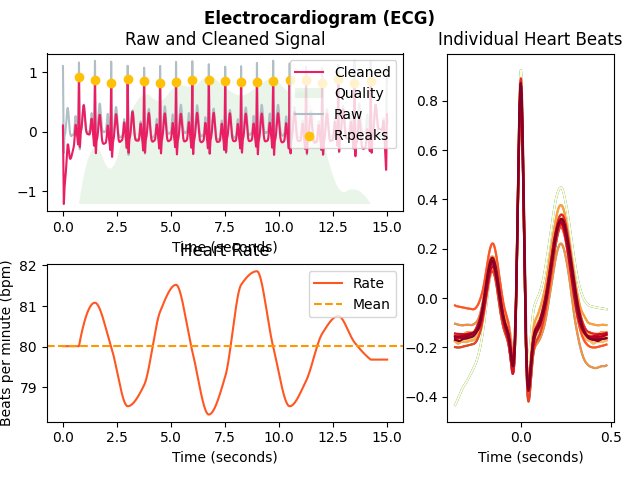 Electrocardiogram (ECG)
Raw and Cleaned Signal
1
0
−1
Cleaned
Quality
Raw
R-peaks
0.0 2.5 5.0 7.5 10.0 12.5 15.0
Time (seconds)
Heart Rate
Beats per minute (bpm)
82
81
80
79
Rate
Mean
0.0 2.5 5.0 7.5 10.0 12.5 15.0
Time (seconds)
Individual Heart Beats
0.8
0.6
0.4
0.2
0.0
−0.2
−0.4
0.0 0.5
Time (seconds)